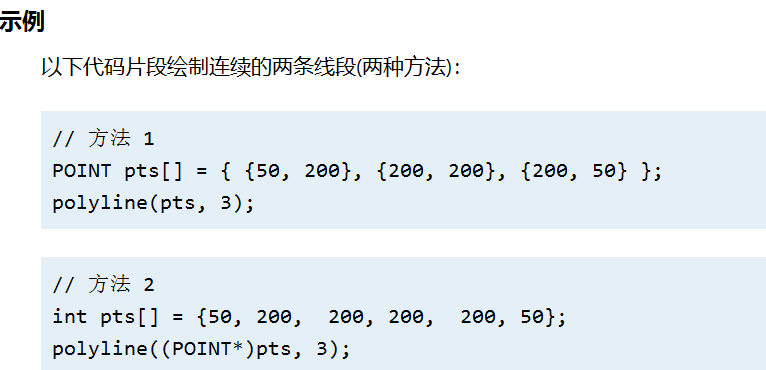 示例
以下代码片段绘制连续的两条线段(两种方法)：
// 方法 1
POINT pts[] = { {50, 200}, {200, 200}, {200, 50} };
polyline(pts, 3);
// 方法 2
int pts[] = {50, 200,  200, 200,  200, 50};
polyline((POINT*)pts, 3);